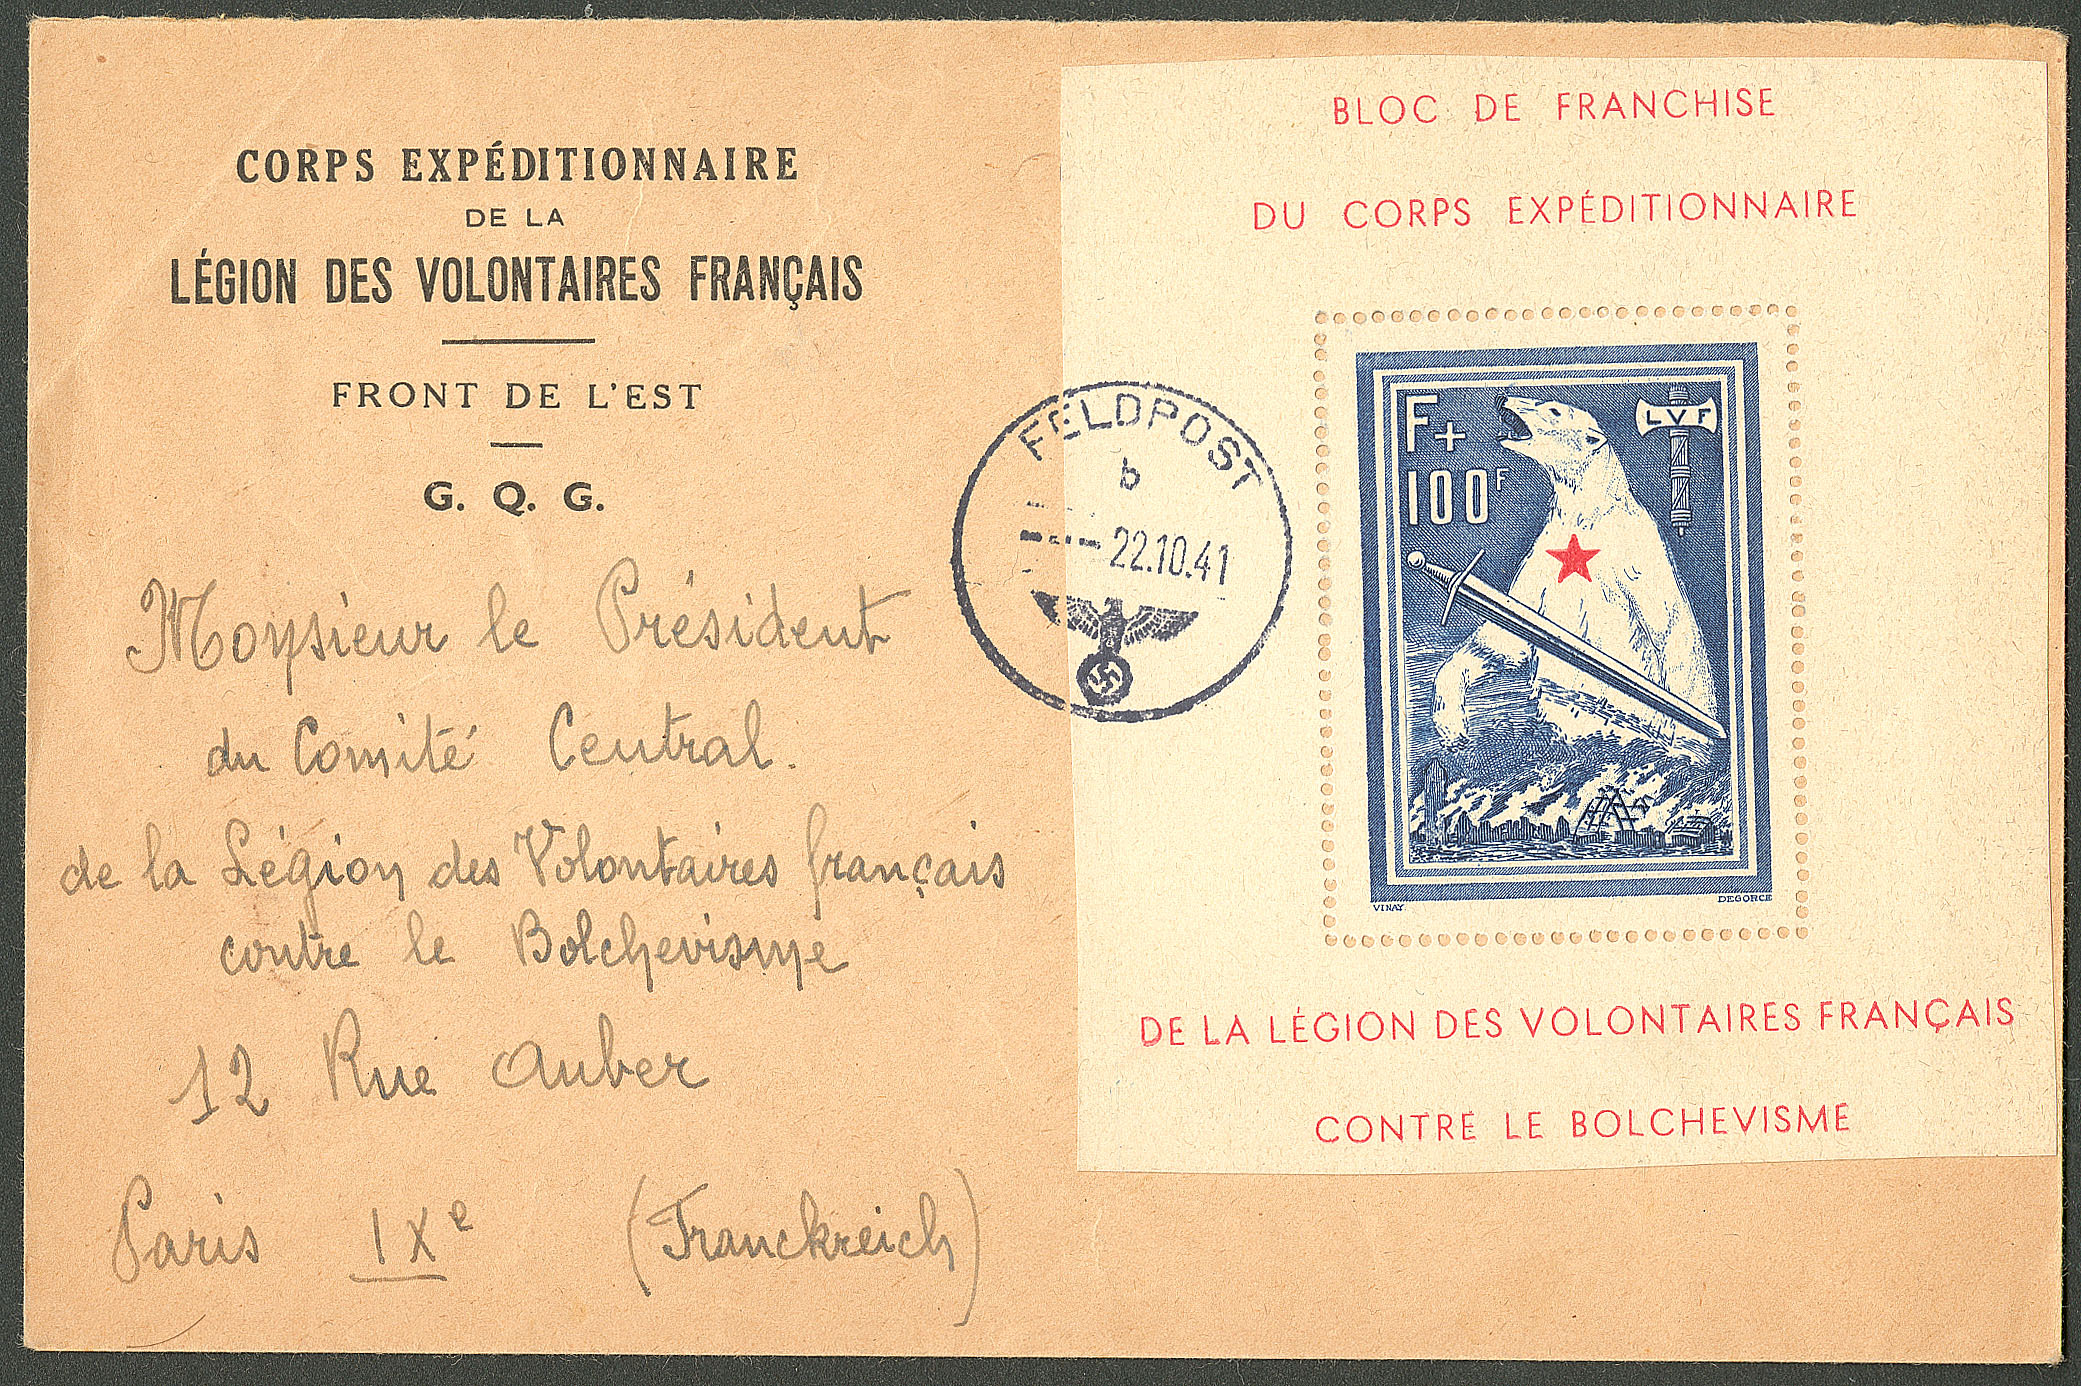 CORPS EXPÉDITIONNAIRE
DE LA
LÉGION DES VOLONTAIRES FRANÇAIS
FRONT DE L'EST
G. Q. G.
Monsieur le Président
du Comité Central.
de la Légion des Volontaires français
contre le Bolchevisme
12 Rue Auber
Paris IXe (Franckreich)
FELDPOST
b
22.10.41
BLOC DE FRANCHISE
DU CORPS EXPÉDITIONNAIRE
F+
100F
LVF
VINAY.
DEGORCE
DE LA LÉGION DES VOLONTAIRES FRANÇAIS
CONTRE LE BOLCHEVISME